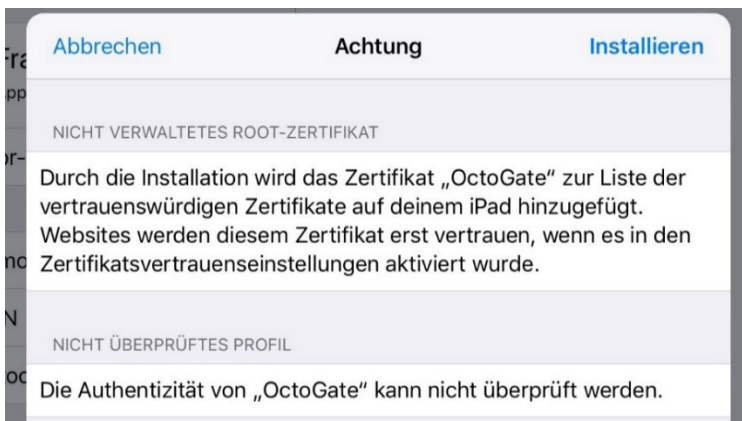 Abbrechen Achtung Installieren
NICHT VERWALTETES ROOT-ZERTIFIKAT
Durch die Installation wird das Zertifikat „OctoGate“ zur Liste der
vertrauenswürdigen Zertifikate auf deinem iPad hinzugefügt.
Websites werden diesem Zertifikat erst vertrauen, wenn es in den
Zertifikatsvertrauenseinstellungen aktiviert wurde.
NICHT ÜBERPRÜFTES PROFIL
Die Authentizität von „OctoGate“ kann nicht überprüft werden.